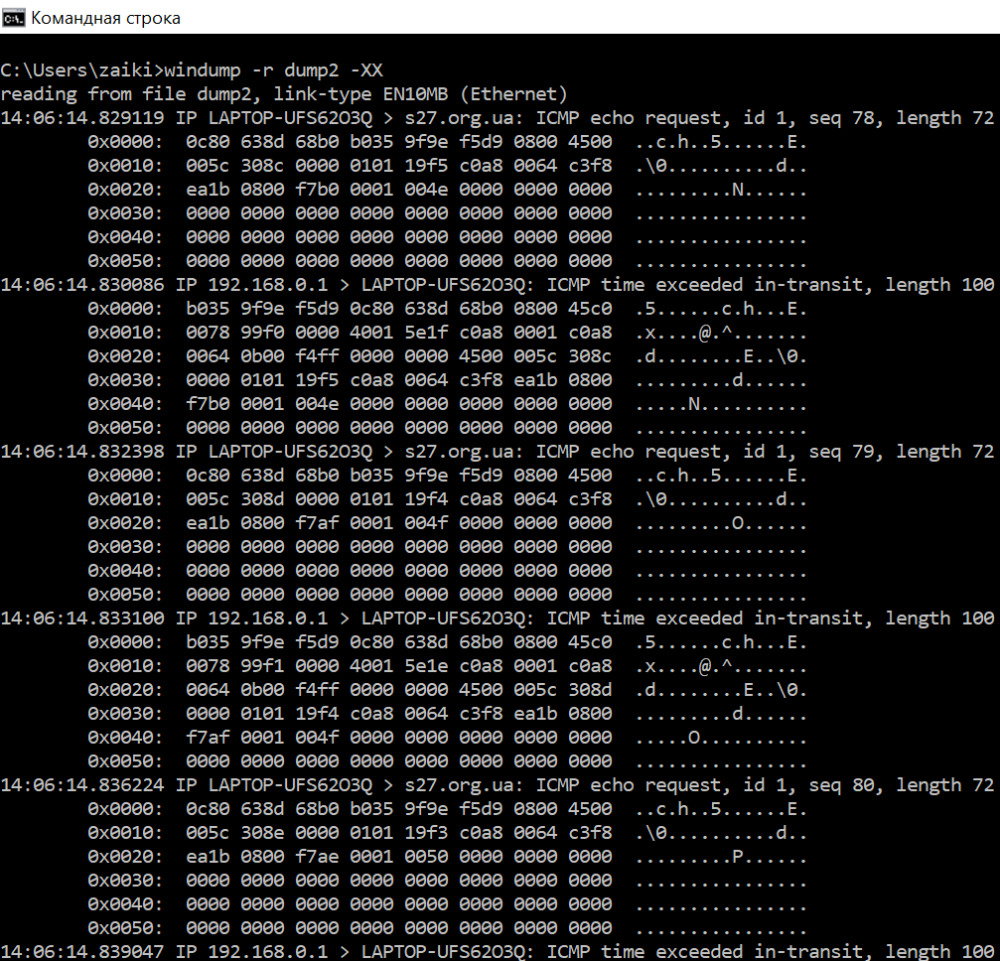 Командная строка
C:\Users\zaiki>windump -r dump2 -XX
reading from file dump2, link-type EN10MB (Ethernet)
14:06:14.829119 IP LAPTOP-UFS62O3Q > s27.org.ua: ICMP echo request, id 1, seq 78, length 72
0x0000:  0c80 638d 68b0 b035 9f9e f5d9 0800 4500  ..c.h..5......E.
0x0010:  005c 308c 0000 0101 19f5 c0a8 0064 c3f8  .\0..........d..
0x0020:  ea1b 0800 f7b0 0001 004e 0000 0000 0000  .........N......
0x0030:  0000 0000 0000 0000 0000 0000 0000 0000  ................
0x0040:  0000 0000 0000 0000 0000 0000 0000 0000  ................
0x0050:  0000 0000 0000 0000 0000 0000 0000 0000  ................
14:06:14.830086 IP 192.168.0.1 > LAPTOP-UFS62O3Q: ICMP time exceeded in-transit, length 100
0x0000:  b035 9f9e f5d9 0c80 638d 68b0 0800 45c0  .5......c.h...E.
0x0010:  0078 99f0 0000 4001 5e1f c0a8 0001 c0a8  .x....@.^.......
0x0020:  0064 0b00 f4ff 0000 0000 4500 005c 308c  .d........E..\0.
0x0030:  0000 0101 19f5 c0a8 0064 c3f8 ea1b 0800  .........d......
0x0040:  f7b0 0001 004e 0000 0000 0000 0000 0000  .....N..........
0x0050:  0000 0000 0000 0000 0000 0000 0000 0000  ................
14:06:14.832398 IP LAPTOP-UFS62O3Q > s27.org.ua: ICMP echo request, id 1, seq 79, length 72
0x0000:  0c80 638d 68b0 b035 9f9e f5d9 0800 4500  ..c.h..5......E.
0x0010:  005c 308d 0000 0101 19f4 c0a8 0064 c3f8  .\0..........d..
0x0020:  ea1b 0800 f7af 0001 004f 0000 0000 0000  .........O......
0x0030:  0000 0000 0000 0000 0000 0000 0000 0000  ................
0x0040:  0000 0000 0000 0000 0000 0000 0000 0000  ................
0x0050:  0000 0000 0000 0000 0000 0000 0000 0000  ................
14:06:14.833100 IP 192.168.0.1 > LAPTOP-UFS62O3Q: ICMP time exceeded in-transit, length 100
0x0000:  b035 9f9e f5d9 0c80 638d 68b0 0800 45c0  .5......c.h...E.
0x0010:  0078 99f1 0000 4001 5e1e c0a8 0001 c0a8  .x....@.^.......
0x0020:  0064 0b00 f4ff 0000 0000 4500 005c 308d  .d........E..\0.
0x0030:  0000 0101 19f4 c0a8 0064 c3f8 ea1b 0800  .........d......
0x0040:  f7af 0001 004f 0000 0000 0000 0000 0000  .....O..........
0x0050:  0000 0000 0000 0000 0000 0000 0000 0000  ................
14:06:14.836224 IP LAPTOP-UFS62O3Q > s27.org.ua: ICMP echo request, id 1, seq 80, length 72
0x0000:  0c80 638d 68b0 b035 9f9e f5d9 0800 4500  ..c.h..5......E.
0x0010:  005c 308e 0000 0101 19f3 c0a8 0064 c3f8  .\0..........d..
0x0020:  ea1b 0800 f7ae 0001 0050 0000 0000 0000  .........P......
0x0030:  0000 0000 0000 0000 0000 0000 0000 0000  ................
0x0040:  0000 0000 0000 0000 0000 0000 0000 0000  ................
0x0050:  0000 0000 0000 0000 0000 0000 0000 0000  ................
14:06:14.839047 IP 192.168.0.1 > LAPTOP-UFS62O3Q: ICMP time exceeded in-transit, length 100